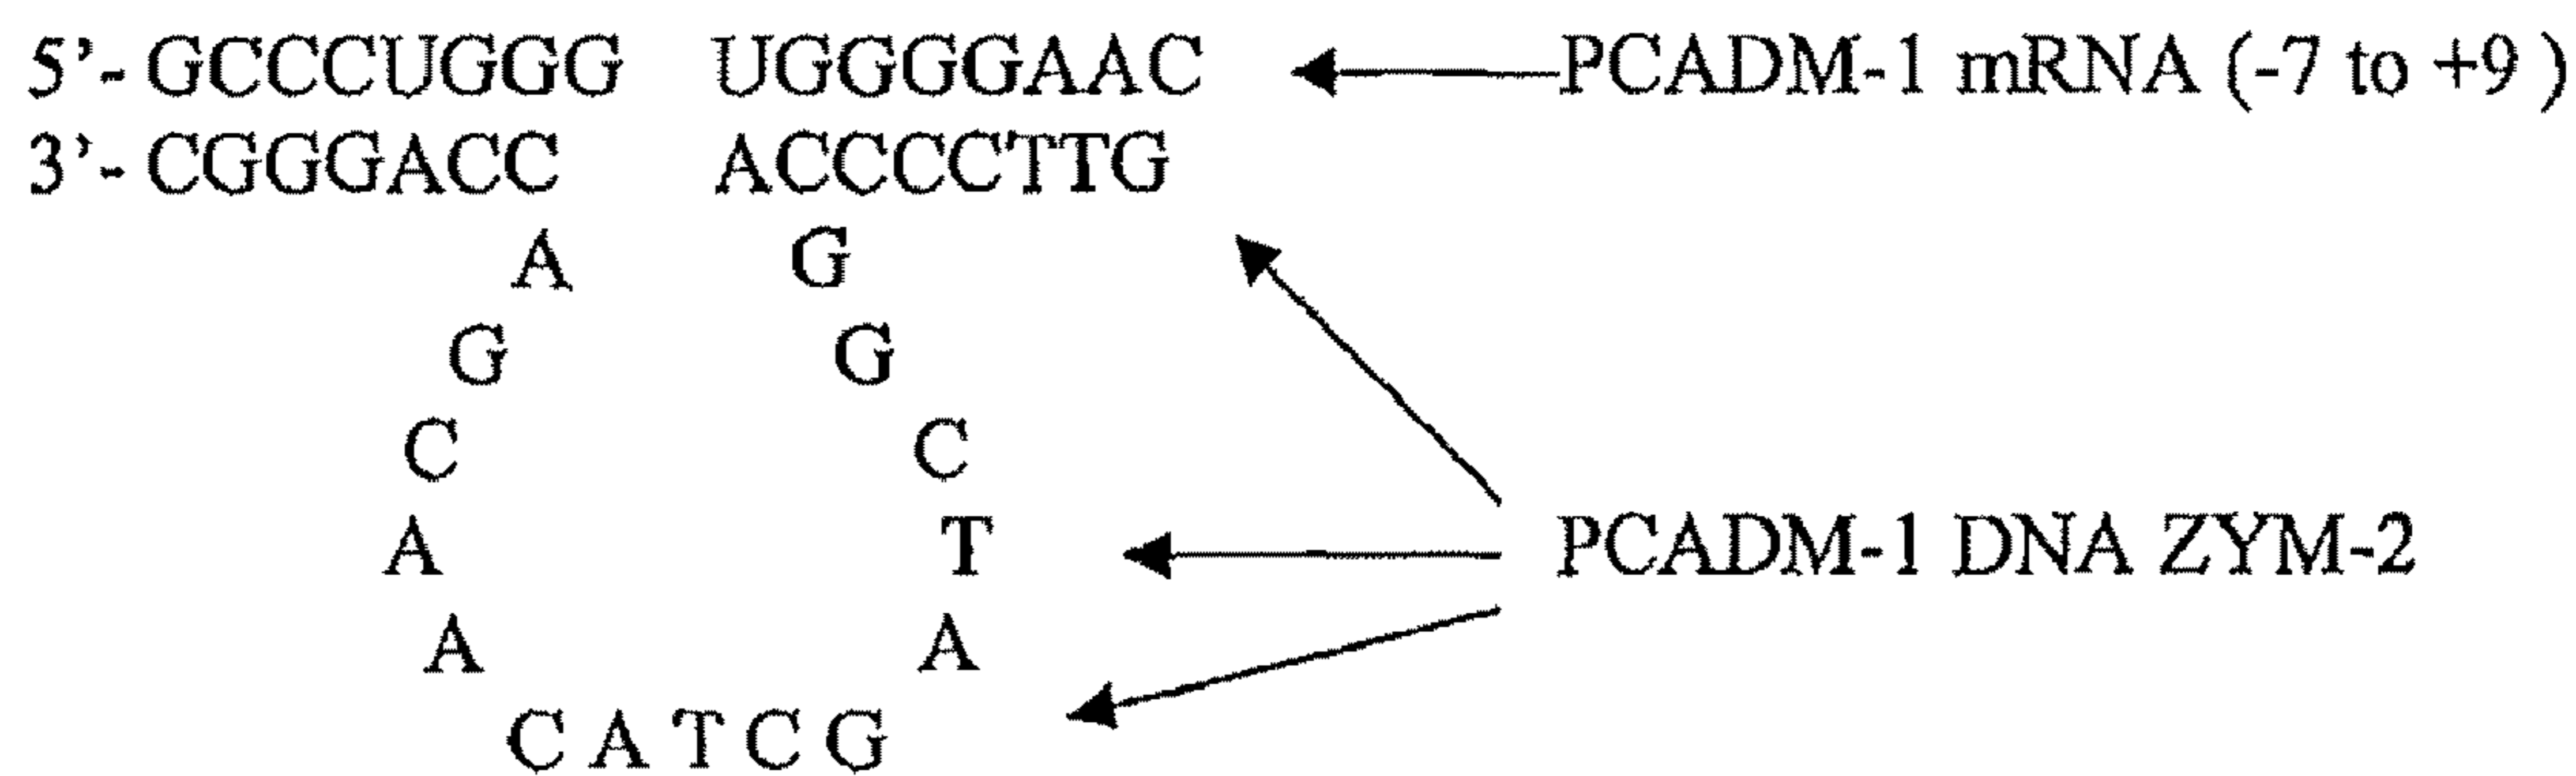 5'- GCCCUGGG UGGGGAAC PCADM-1 mRNA (-7 to +9 )
3'- CGGGACC ACCCCTTG
A G
G G
C C
A T PCADM-1 DNA ZYM-2
A A
C A T C G